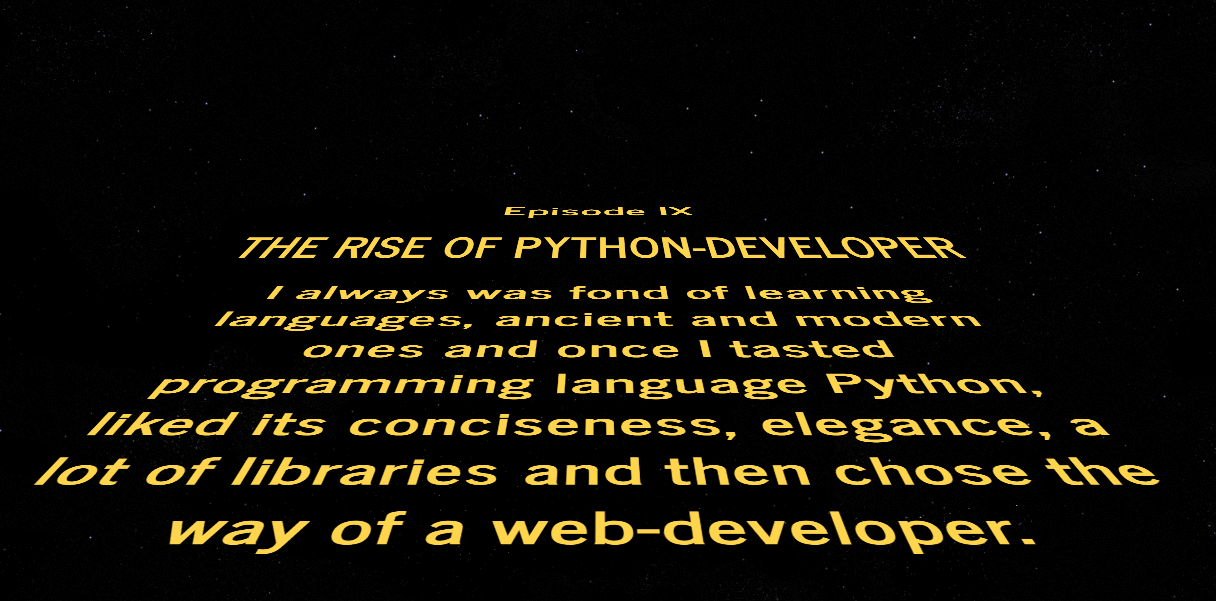 Episode IX
THE RISE OF PYTHON-DEVELOPER
I always was fond of learning
languages, ancient and modern
ones and once I tasted
programming language Python,
liked its conciseness, elegance, a
lot of libraries and then chose the
way of a web-developer.